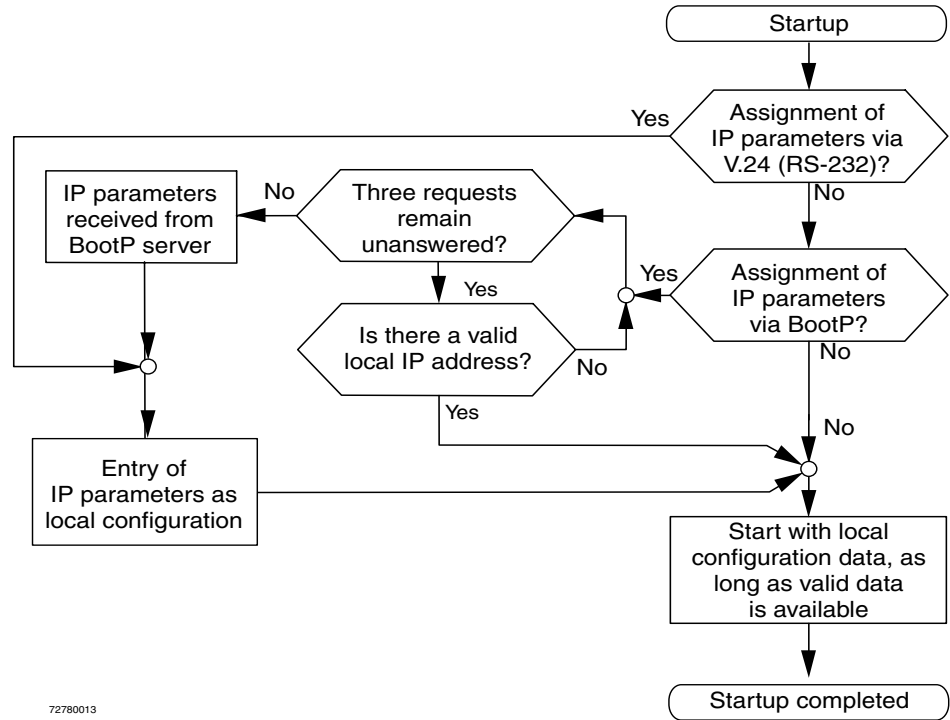 Startup
Yes
Assignment of
IP parameters via
V.24 (RS-232)?
No
IP parameters
received from
BootP server
No
Three requests
remain
unanswered?
Yes
Yes
Assignment of
IP parameters
via BootP?
No
Is there a valid
local IP address?
No
Yes
No
Entry of
IP parameters as
local configuration
Start with local
configuration data, as
long as valid data
is available
Startup completed
72780013